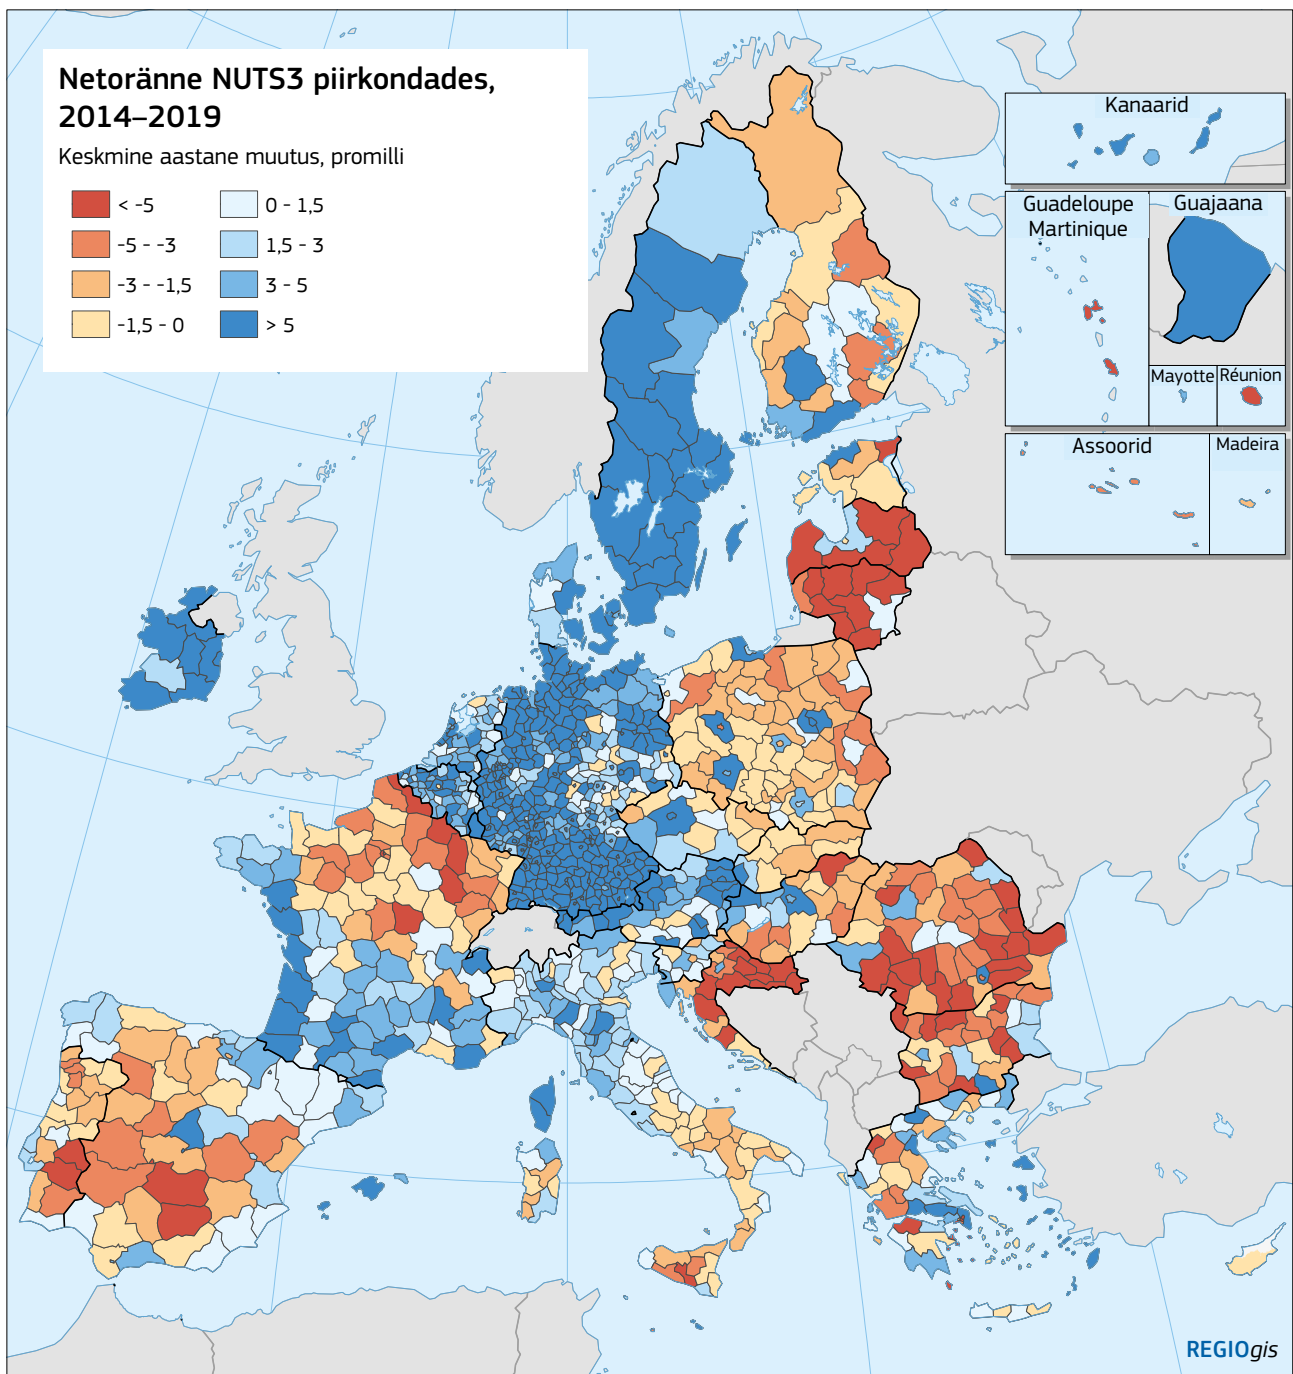 Netoränne NUTS3 piirkondades,
2014–2019
Keskmine aastane muutus, promilli
< -5
-5 - -3
-3 - -1,5
-1,5 - 0
0 - 1,5
1,5 - 3
3 - 5
> 5
Kanaarid
Guadeloupe
Martinique
Guajaana
Mayotte
Réunion
Assoorid
Madeira
REGIOgis